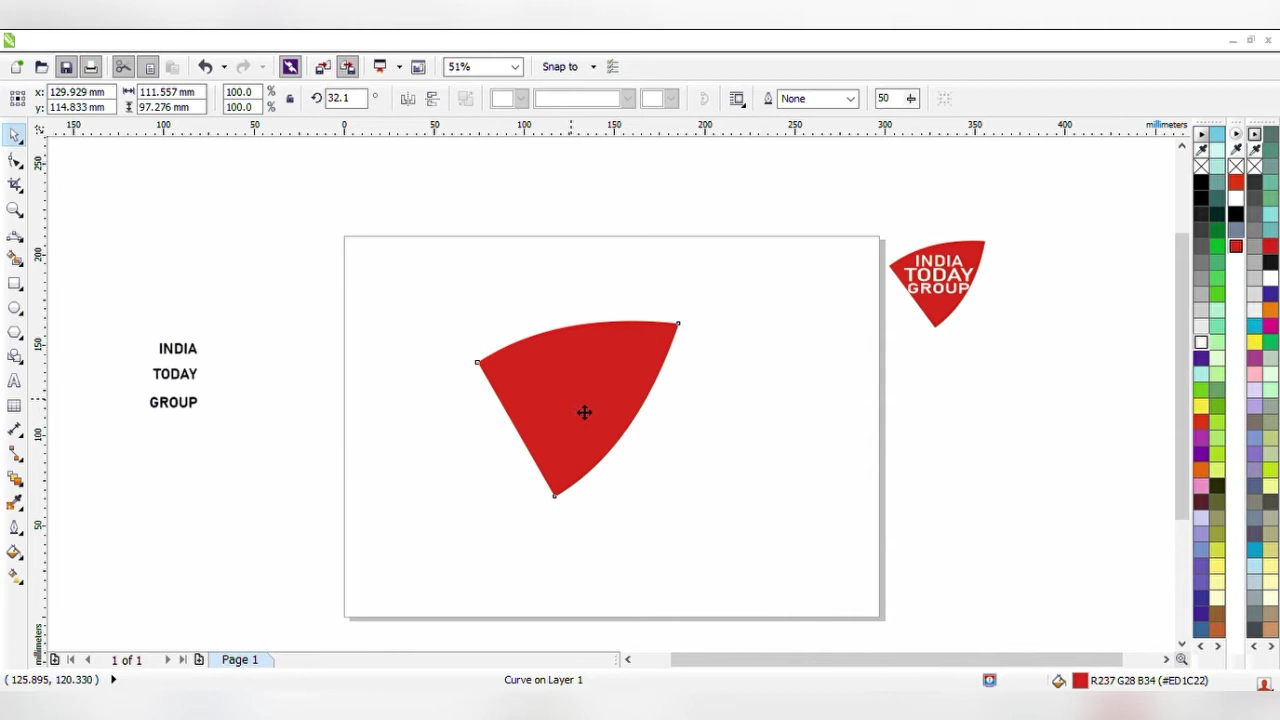 51%
Snap to
x: 129.929 mm
111.557 mm
100.0 %
32.1 °
None
50
y: 114.833 mm
97.276 mm
100.0 %
150
100
50
0
50
100
150
200
250
300
350
400
millimeters
250
200
150
100
50
millimeters
INDIA
TODAY
GROUP
INDIA
TODAY
GROUP
1 of 1
Page 1
( 125.895, 120.330 )
Curve on Layer 1
R237 G28 B34 (#ED1C22)